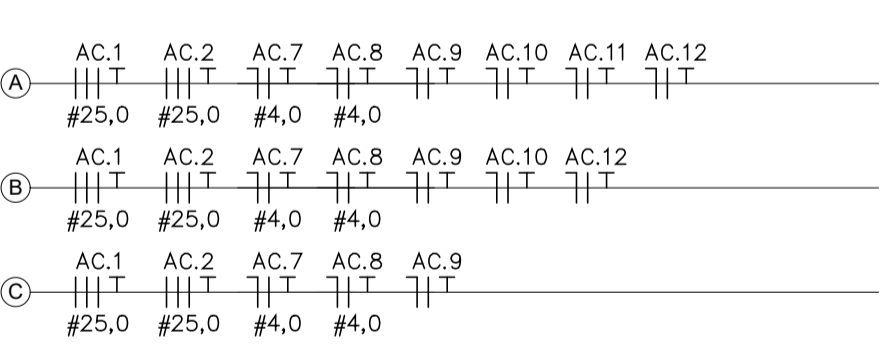 AC.1 AC.2 AC.7 AC.8 AC.9 AC.10 AC.11 AC.12
A
#25,0 #25,0 #4,0 #4,0
AC.1 AC.2 AC.7 AC.8 AC.9 AC.10 AC.12
B
#25,0 #25,0 #4,0 #4,0
AC.1 AC.2 AC.7 AC.8 AC.9
C
#25,0 #25,0 #4,0 #4,0